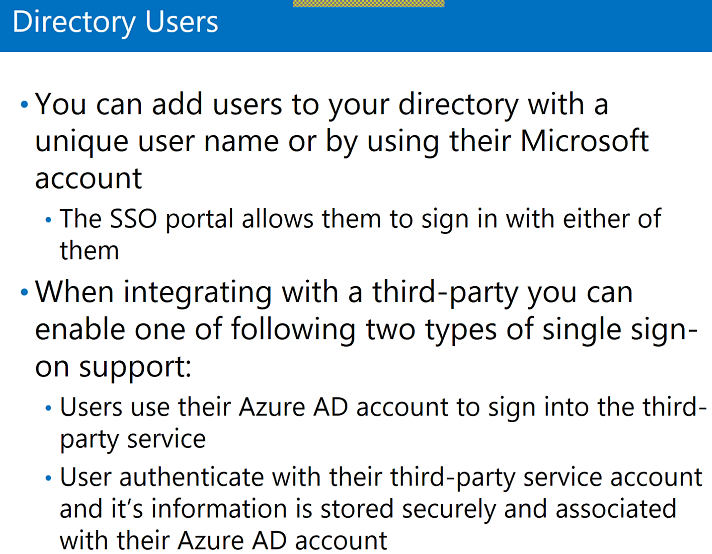 Directory Users
• You can add users to your directory with a
unique user name or by using their Microsoft
account
• The SSO portal allows them to sign in with either of
them
• When integrating with a third-party you can
enable one of following two types of single sign-
on support:
• Users use their Azure AD account to sign into the third-
party service
• User authenticate with their third-party service account
and it’s information is stored securely and associated
with their Azure AD account